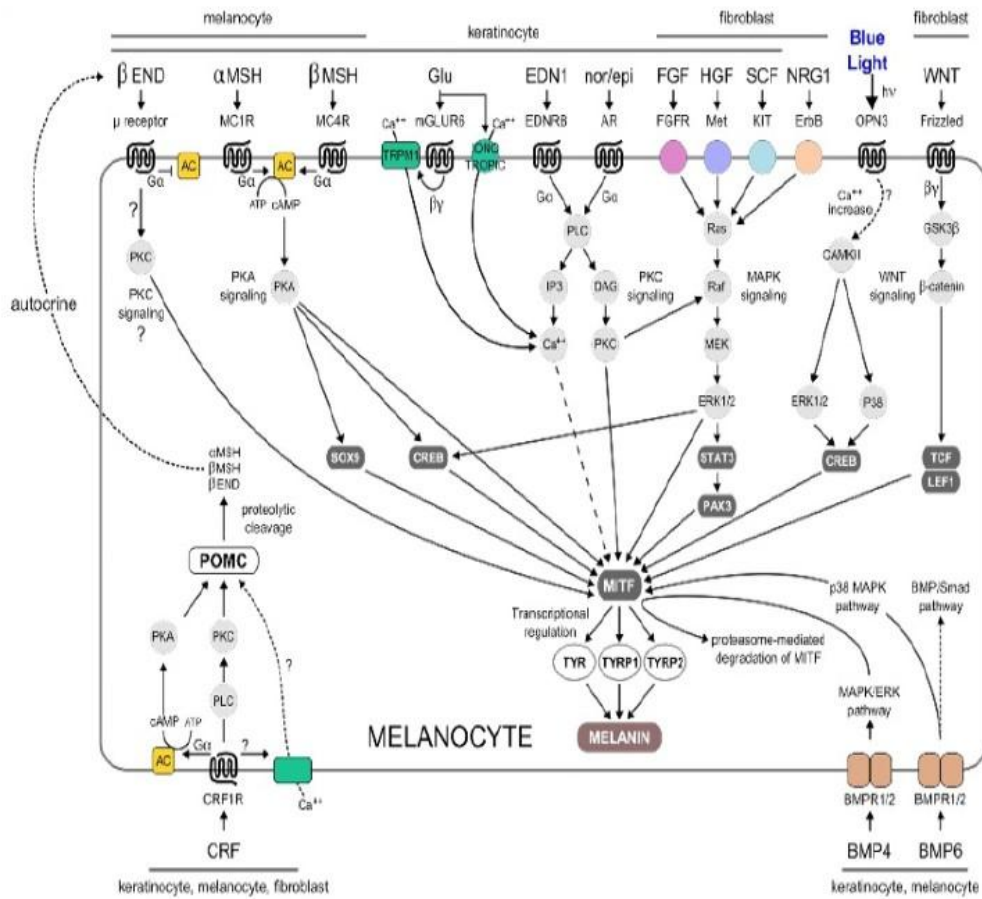 melanocyte
keratinocyte
fibroblast
fibroblast
Blue
Light
β END
αMSH
βMSH
Glu
EDN1
nor/epi
FGF
HGF
SCF
NRG1
WNT
hν
μ receptor
MC1R
MC4R
Ca++
mGLUR6
Ca++
EDNRB
AR
FGFR
Met
KIT
ErbB
OPN3
Frizzled
AC
AC
TRPM1
IONO
TROPIC
Gα
Gα
Gα
ATP
cAMP
βγ
Gα
Gα
Ca++
increase
?
βγ
?
PKC
PKC
signaling
?
PKA
signaling
PKA
PLC
IP3
DAG
Ca++
PKC
PKC
signaling
Ras
Raf
MEK
ERK1/2
MAPK
signaling
CAMKII
ERK1/2
P38
WNT
signaling
GSK3β
β-catenin
autocrine
SOX9
CREB
STAT3
PAX3
CREB
TCF
LEF1
αMSH
βMSH
βEND
proteolytic
cleavage
POMC
MITF
Transcriptional
regulation
TYR
TYRP1
TYRP2
MELANIN
proteasome-mediated
degradation of MITF
p38 MAPK
pathway
BMP/Smad
pathway
MAPK/ERK
pathway
PKA
PKC
PLC
?
cAMP
ATP
Gα
?
AC
Ca++
MELANOCYTE
CRF1R
CRF
keratinocyte, melanocyte, fibroblast
BMPR1/2
BMPR1/2
BMP4
BMP6
keratinocyte, melanocyte